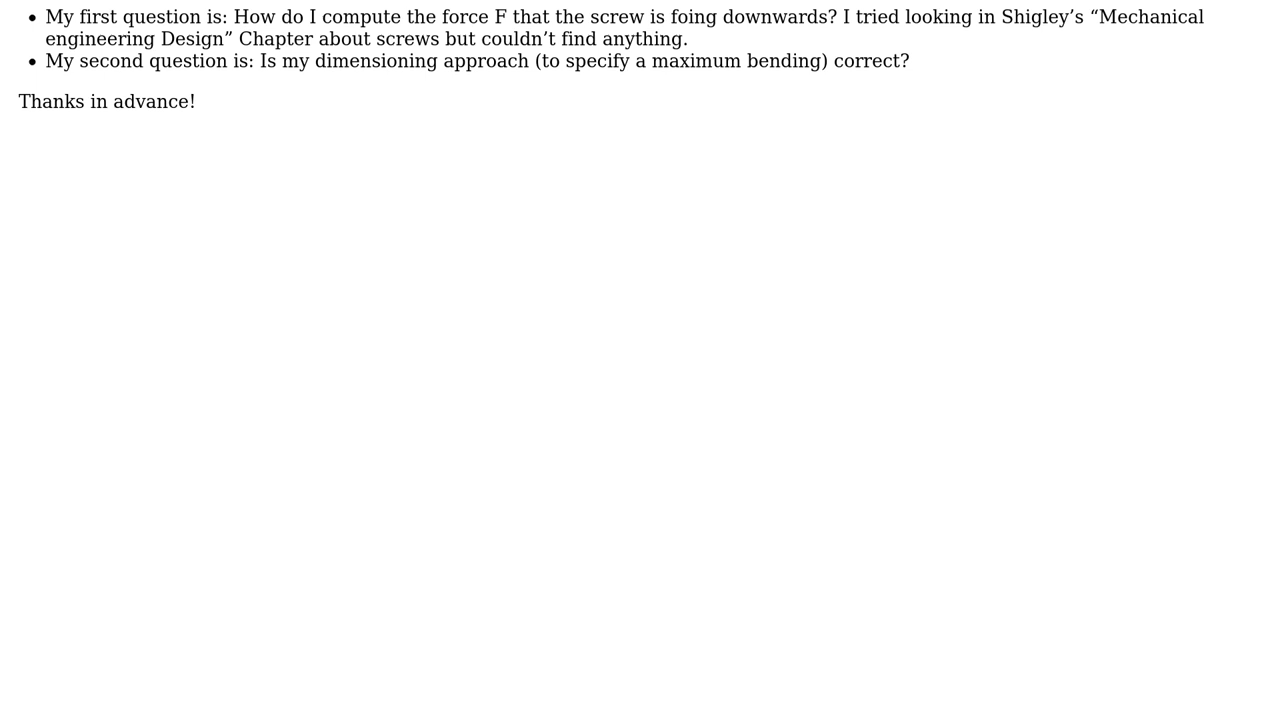 • My first question is: How do I compute the force F that the screw is foing downwards? I tried looking in Shigley’s “Mechanical
engineering Design” Chapter about screws but couldn’t find anything.
• My second question is: Is my dimensioning approach (to specify a maximum bending) correct?
Thanks in advance!